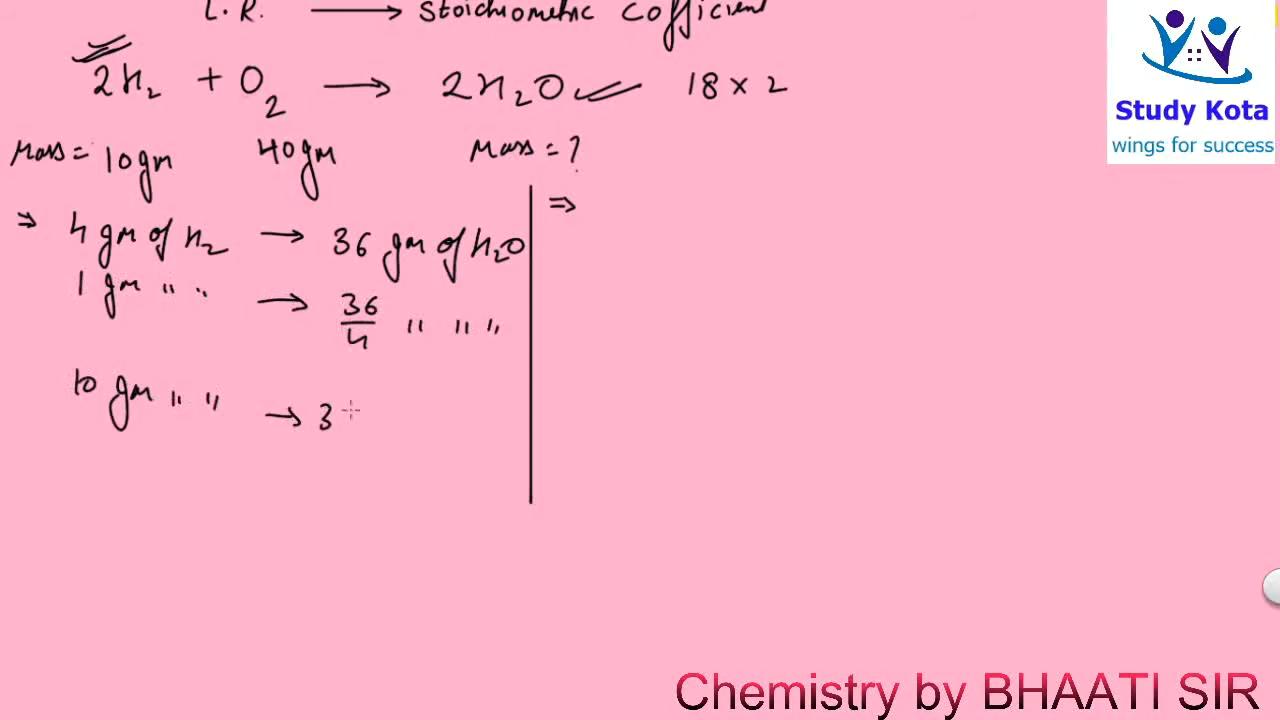 L.R. ⟶ Stoichiometric Cofficient
2H₂ + O₂ ⟶ 2H₂O 18 × 2
Mass = 10gm 40gm Mass = ?
⇒ 4 gm of H₂ → 36 gm of H₂O
⇒
1 gm " " → 36/4 " " "
10 gm " " → 3
Study Kota
wings for success
Chemistry by BHAATI SIR